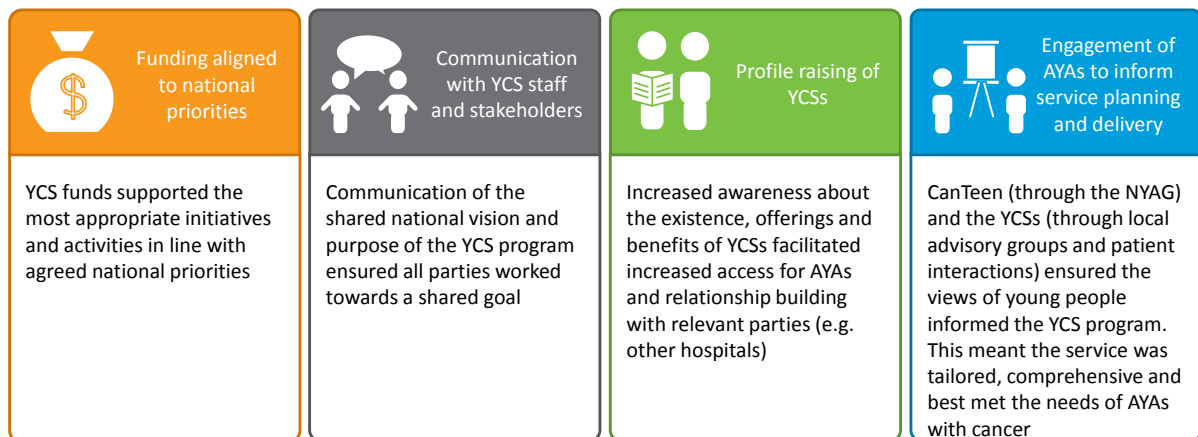 Funding aligned
to national
priorities
YCS funds supported the
most appropriate initiatives
and activities in line with
agreed national priorities
Communication
with YCS staff
and stakeholders
Communication of the
shared national vision and
purpose of the YCS program
ensured all parties worked
towards a shared goal
Profile raising of
YCSs
Increased awareness about
the existence, offerings and
benefits of YCSs facilitated
increased access for AYAs
and relationship building
with relevant parties (e.g.
other hospitals)
Engagement of
AYAs to inform
service planning
and delivery
CanTeen (through the NYAG)
and the YCSs (through local
advisory groups and patient
interactions) ensured the
views of young people
informed the YCS program.
This meant the service was
tailored, comprehensive and
best met the needs of AYAs
with cancer